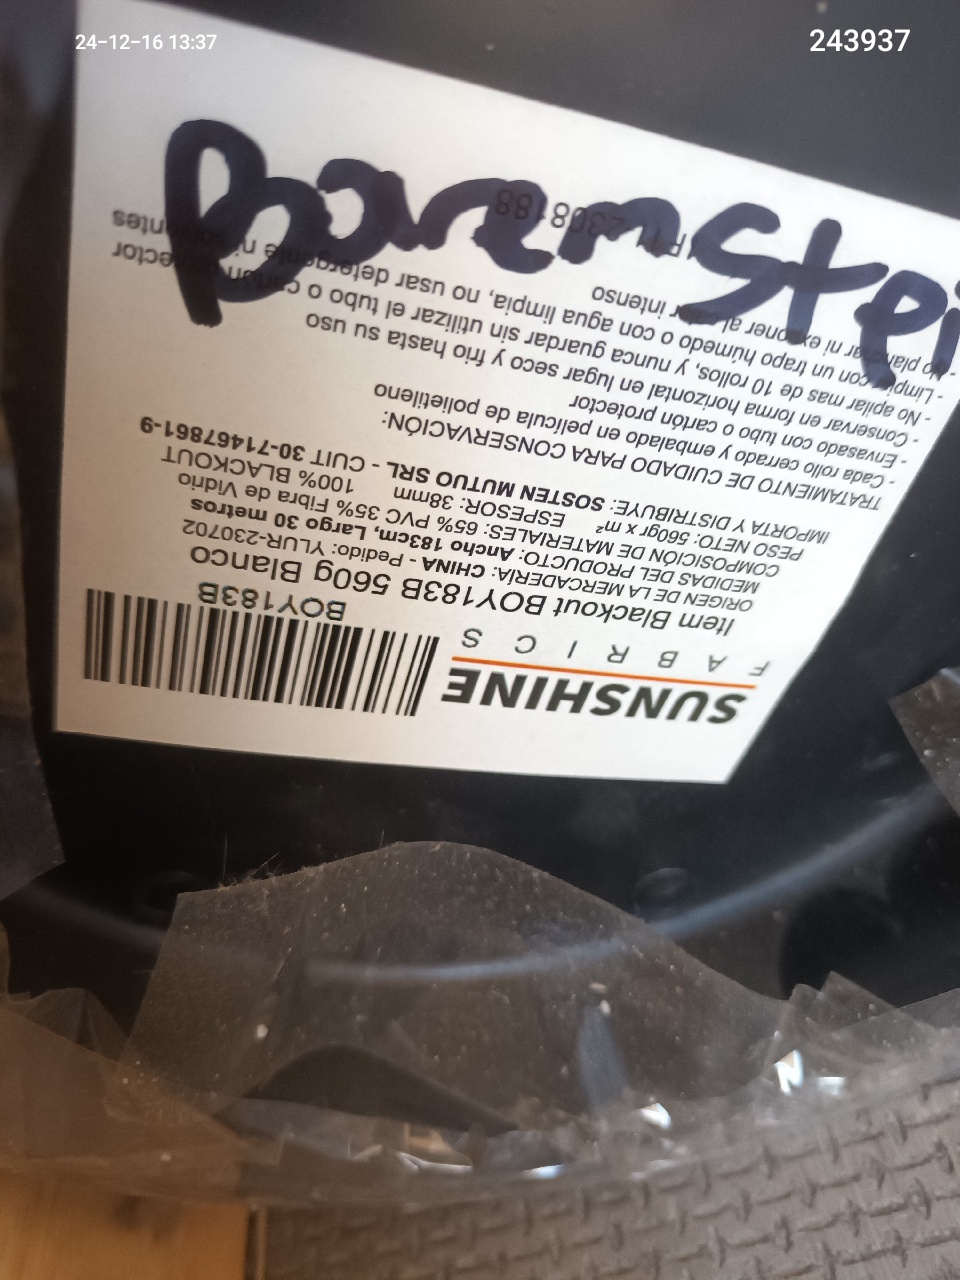 24-12-16 13:37
243937
SUNSHINE
FABRICS
BOY183B
Item Blackout BOY183B 560g Blanco
ORIGEN DE LA MERCADERÍA: CHINA - Pedido: YLUR-230702
MEDIDAS DEL PRODUCTO: Ancho 183cm, Largo 30 metros
COMPOSICIÓN DE MATERIALES: 65% PVC 35% Fibra de Vidrio
PESO NETO: 560gr x m² ESPESOR: 38mm 100% BLACKOUT
IMPORTA Y DISTRIBUYE: SOSTEN MUTUO SRL - CUIT 30-71467861-9
TRATAMIENTO DE CUIDADO PARA CONSERVACIÓN:
- Cada rollo cerrado y embalado en película de polietileno
- Envasado con tubo o cartón protector
- Conservar en forma horizontal en lugar seco y frio hasta su uso
- No apilar mas de 10 rollos, y nunca guardar sin utilizar el tubo o cartón protector
- Limpiar con un trapo húmedo o con agua limpia, no usar detergente ni solventes
- No planchar ni exponer al calor intenso
2308188